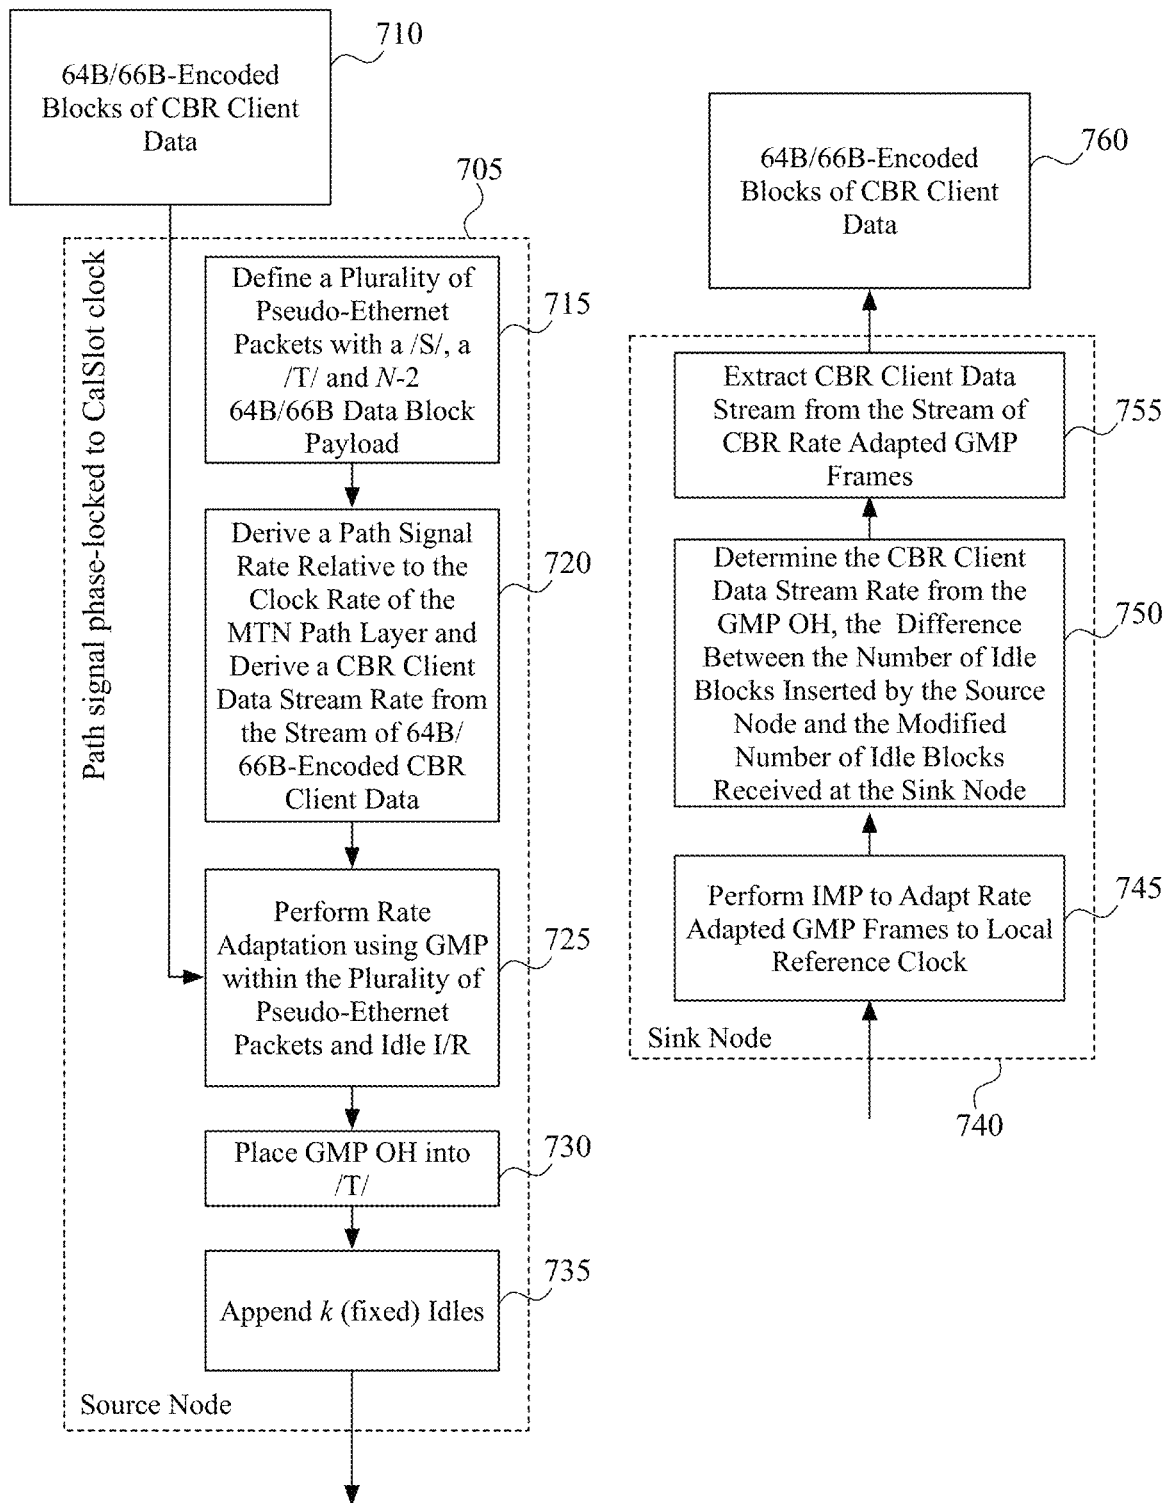 710
64B/66B-Encoded
Blocks of CBR Client
Data
705
Path signal phase-locked to CalSlot clock
Define a Plurality of
Pseudo-Ethernet
Packets with a /S/, a
/T/ and N-2
64B/66B Data Block
Payload
715
Derive a Path Signal
Rate Relative to the
Clock Rate of the
MTN Path Layer and
Derive a CBR Client
Data Stream Rate from
the Stream of 64B/
66B-Encoded CBR
Client Data
720
Perform Rate
Adaptation using GMP
within the Plurality of
Pseudo-Ethernet
Packets and Idle I/R
725
Place GMP OH into
/T/
730
Append k (fixed) Idles
735
Source Node
64B/66B-Encoded
Blocks of CBR Client
Data
760
Extract CBR Client Data
Stream from the Stream of
CBR Rate Adapted GMP
Frames
755
Determine the CBR Client
Data Stream Rate from the
GMP OH, the Difference
Between the Number of Idle
Blocks Inserted by the Source
Node and the Modified
Number of Idle Blocks
Received at the Sink Node
750
Perform IMP to Adapt Rate
Adapted GMP Frames to Local
Reference Clock
745
Sink Node
740